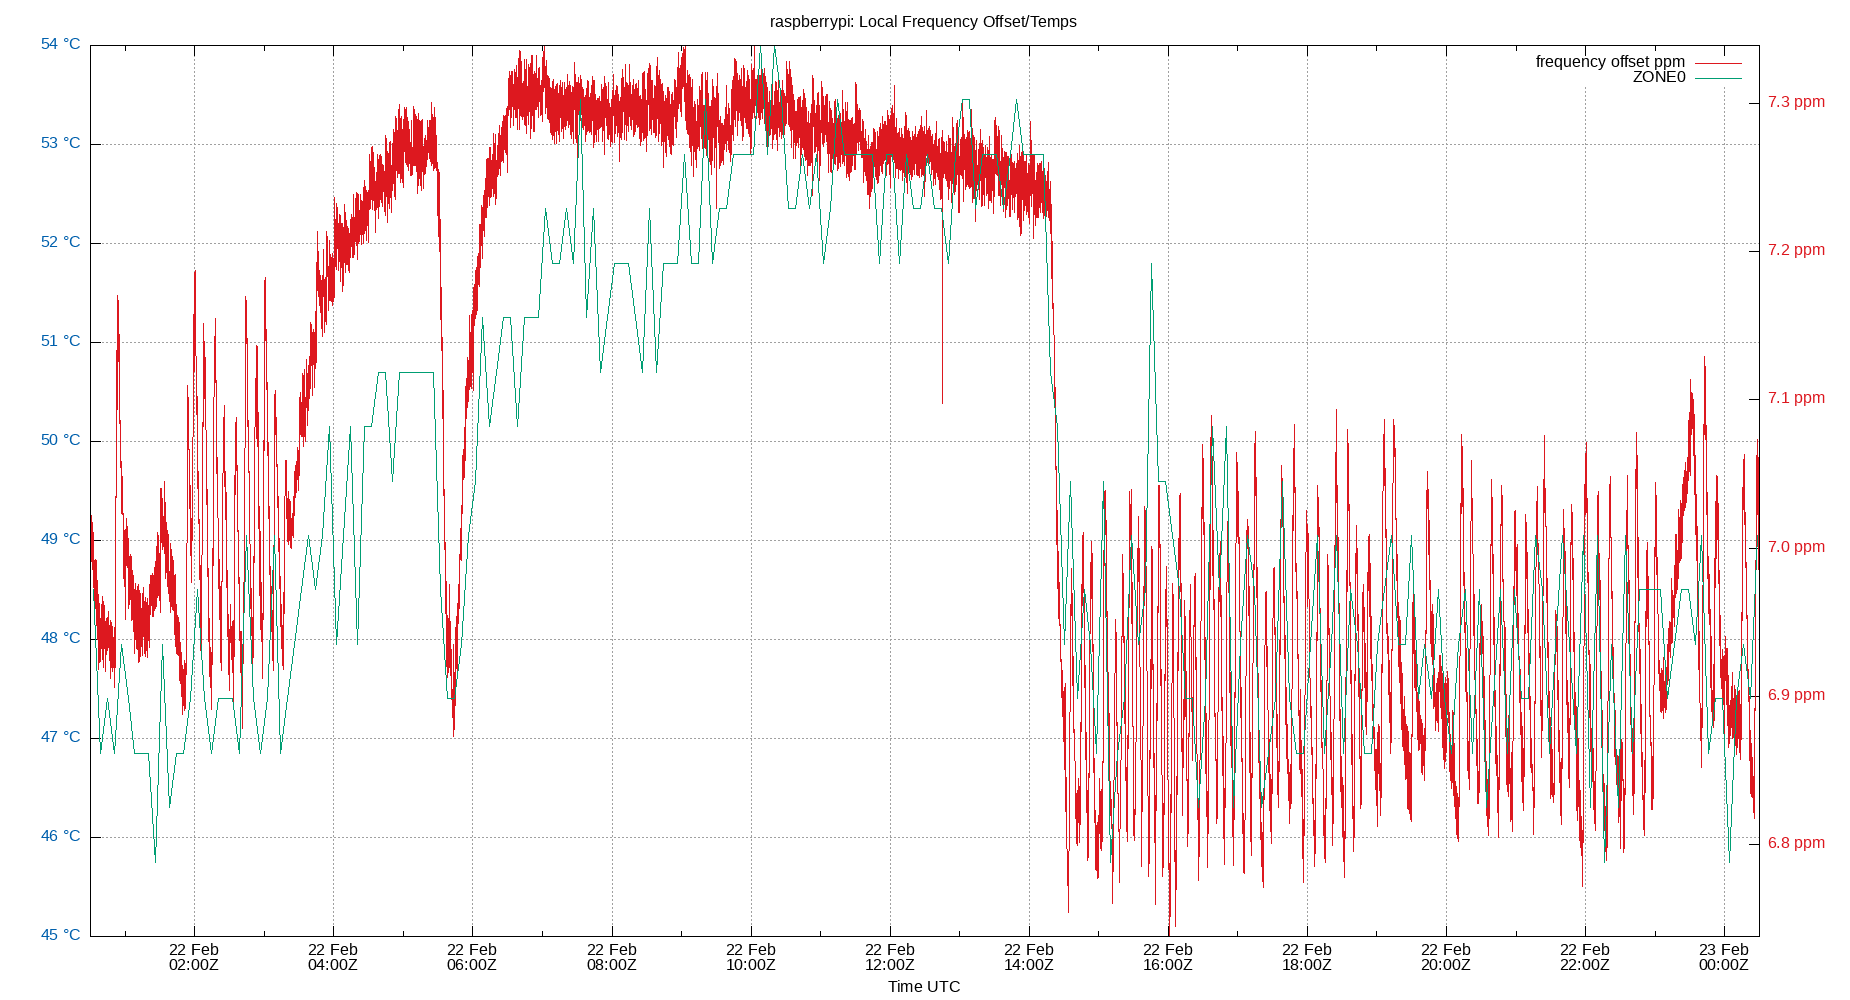 raspberrypi: Local Frequency Offset/Temps
frequency offset ppm
ZONE0
54 °C
53 °C
52 °C
51 °C
50 °C
49 °C
48 °C
47 °C
46 °C
45 °C
7.3 ppm
7.2 ppm
7.1 ppm
7.0 ppm
6.9 ppm
6.8 ppm
22 Feb
02:00Z
22 Feb
04:00Z
22 Feb
06:00Z
22 Feb
08:00Z
22 Feb
10:00Z
22 Feb
12:00Z
22 Feb
14:00Z
22 Feb
16:00Z
22 Feb
18:00Z
22 Feb
20:00Z
22 Feb
22:00Z
23 Feb
00:00Z
Time UTC